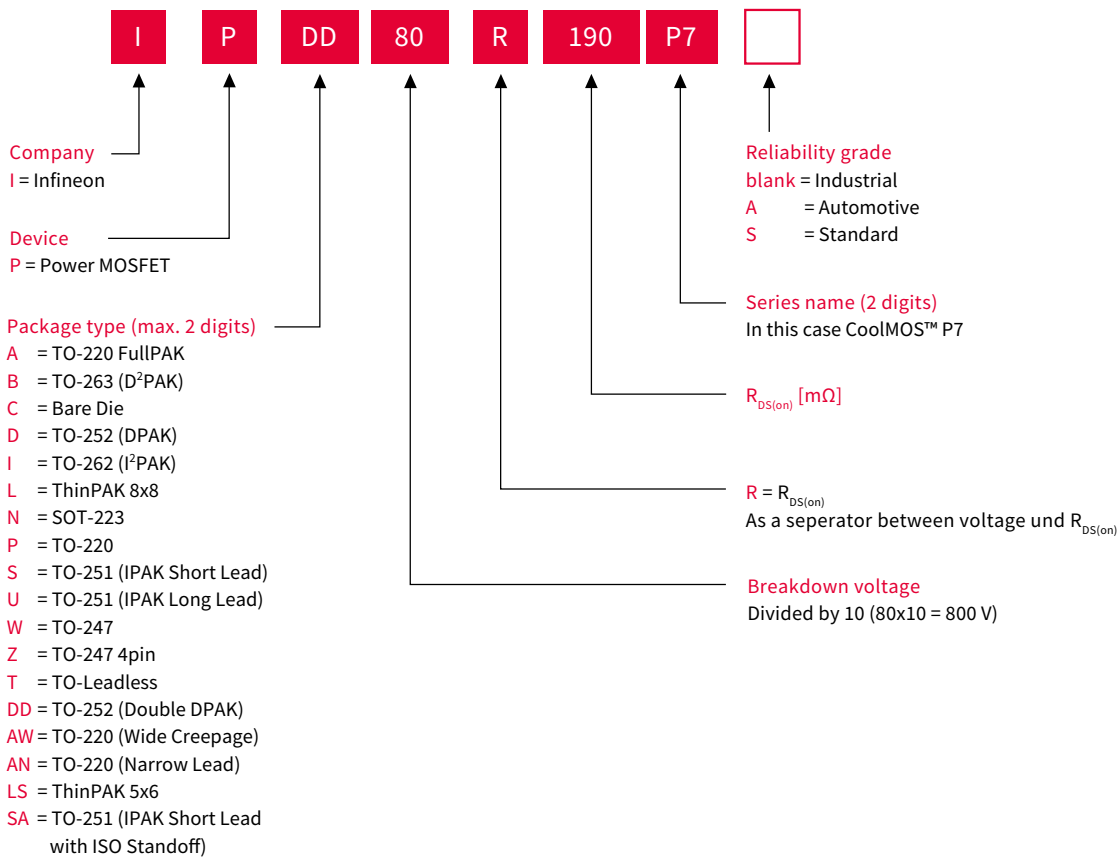 I P DD 80 R 190 P7
Company
I = Infineon
Device
P = Power MOSFET
Package type (max. 2 digits)
A = TO-220 FullPAK
B = TO-263 (D²PAK)
C = Bare Die
D = TO-252 (DPAK)
I = TO-262 (I²PAK)
L = ThinPAK 8x8
N = SOT-223
P = TO-220
S = TO-251 (IPAK Short Lead)
U = TO-251 (IPAK Long Lead)
W = TO-247
Z = TO-247 4pin
T = TO-Leadless
DD = TO-252 (Double DPAK)
AW = TO-220 (Wide Creepage)
AN = TO-220 (Narrow Lead)
LS = ThinPAK 5x6
SA = TO-251 (IPAK Short Lead
with ISO Standoff)
Reliability grade
blank = Industrial
A = Automotive
S = Standard
Series name (2 digits)
In this case CoolMOS™ P7
RDS(on) [mΩ]
R = RDS(on)
As a seperator between voltage und RDS(on)
Breakdown voltage
Divided by 10 (80x10 = 800 V)